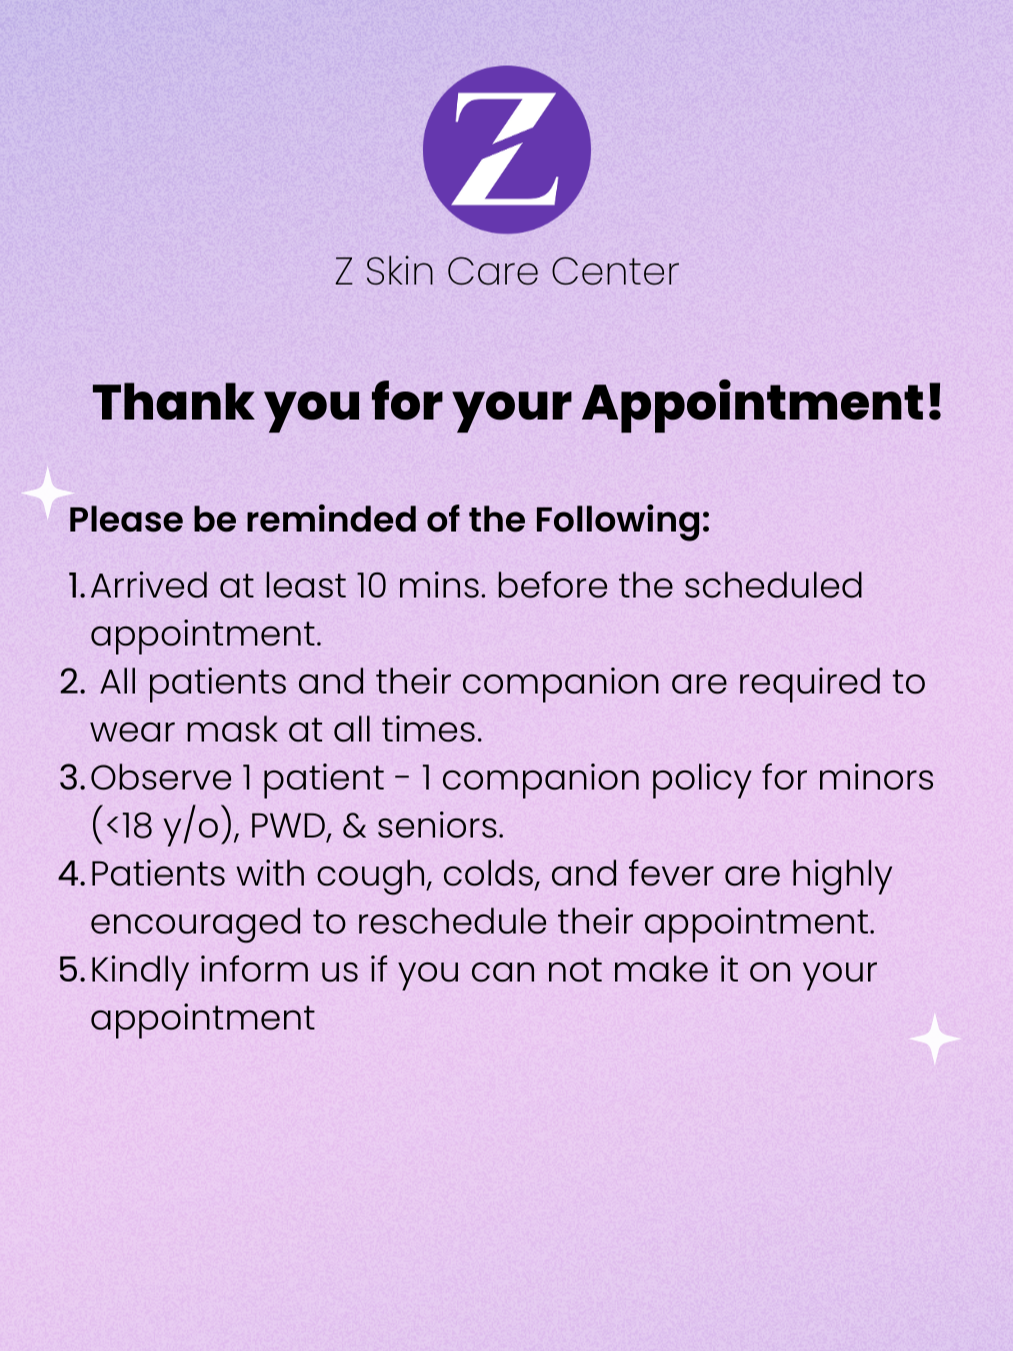 Z
Z Skin Care Center
Thank you for your Appointment!
Please be reminded of the Following:
1. Arrived at least 10 mins. before the scheduled
appointment.
2. All patients and their companion are required to
wear mask at all times.
3. Observe 1 patient - 1 companion policy for minors
(<18 y/o), PWD, & seniors.
4. Patients with cough, colds, and fever are highly
encouraged to reschedule their appointment.
5. Kindly inform us if you can not make it on your
appointment